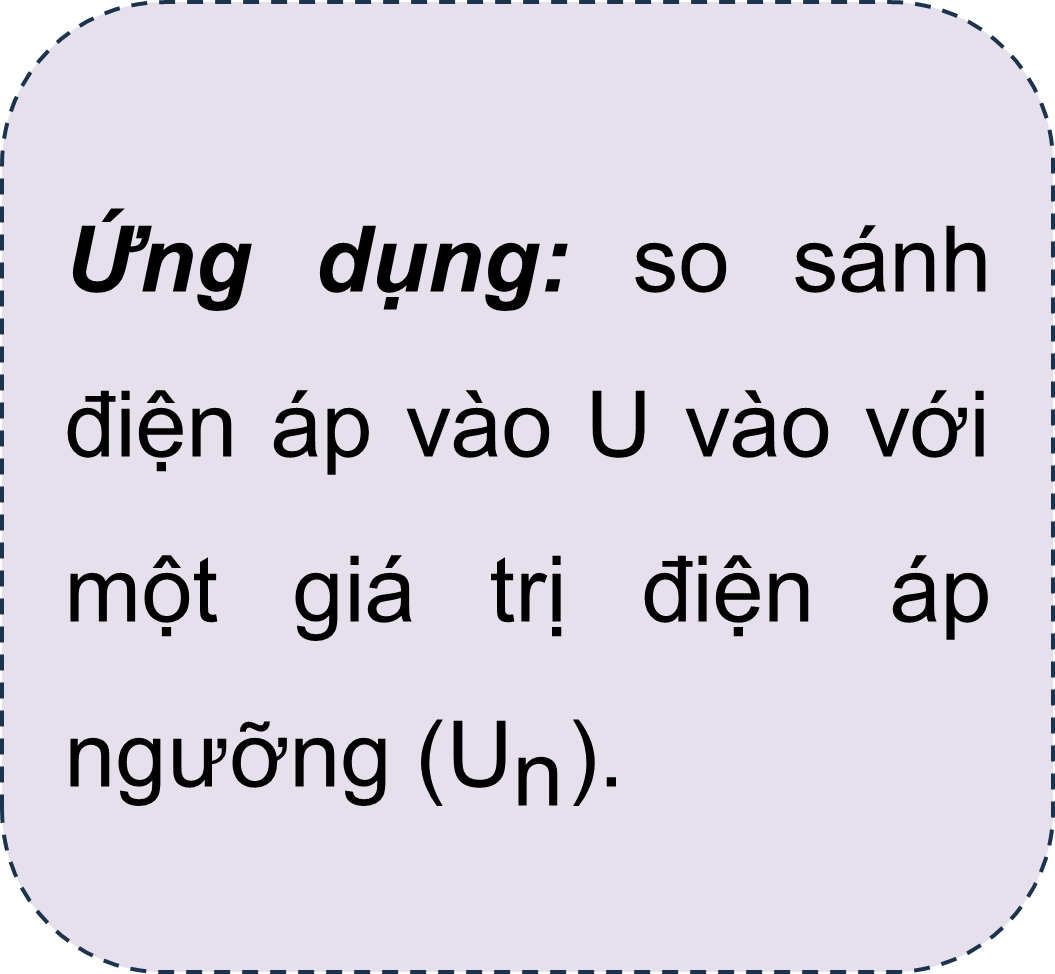 Ứng dụng: so sánh
điện áp vào U vào với
một giá trị điện áp
ngưỡng (Un).